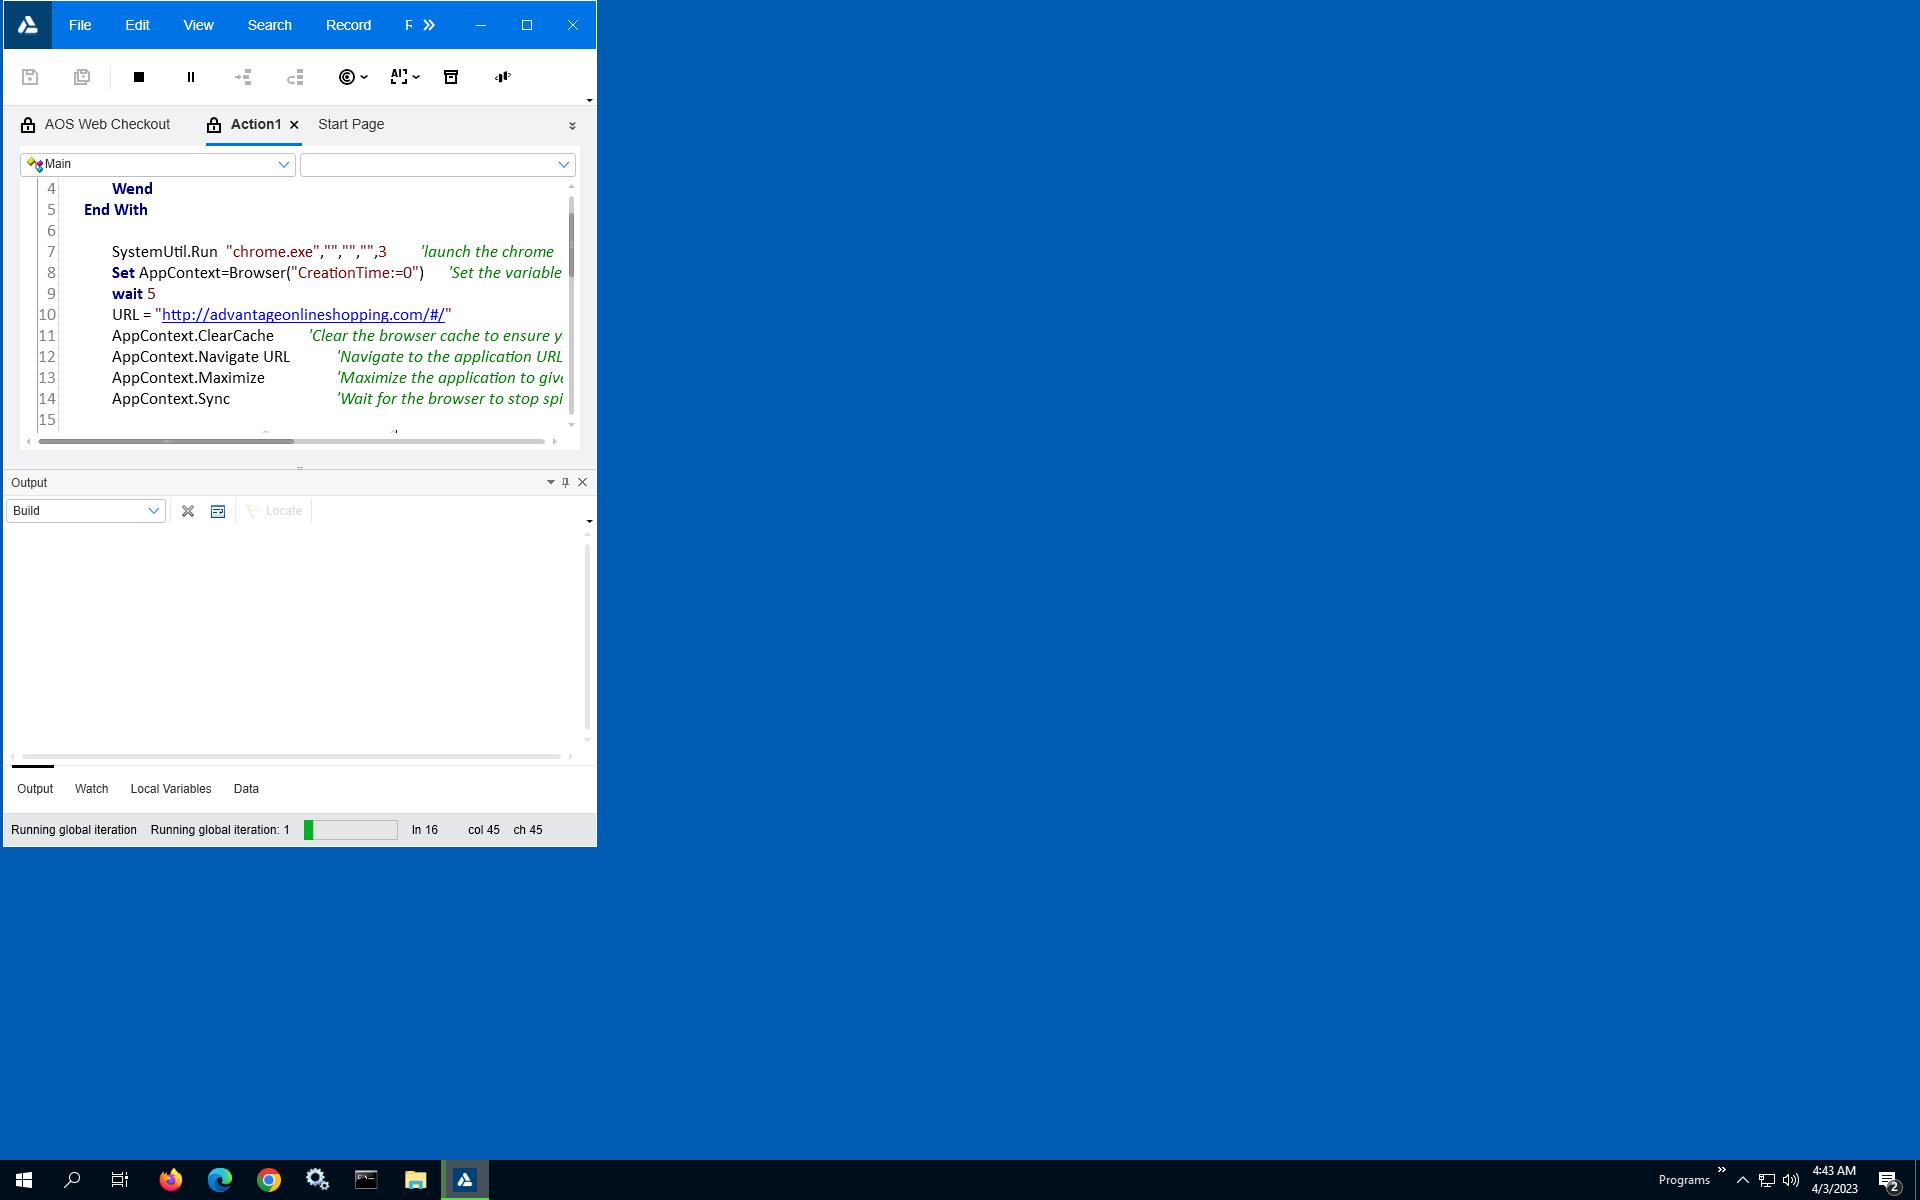 File Edit View Search Record
AOS Web Checkout Action1 Start Page
Main
4 Wend
5 End With
6
7 SystemUtil.Run "chrome.exe","","","",3 'launch the chrome
8 Set AppContext=Browser("CreationTime:=0") 'Set the variable
9 wait 5
10 URL = "http://advantageonlineshopping.com/#/"
11 AppContext.ClearCache 'Clear the browser cache to ensure y
12 AppContext.Navigate URL 'Navigate to the application URL
13 AppContext.Maximize 'Maximize the application to give
14 AppContext.Sync 'Wait for the browser to stop spi
15
Output
Build Locate
Output Watch Local Variables Data
Running global iteration Running global iteration: 1 ln 16 col 45 ch 45
Programs 4:43 AM
4/3/2023 2